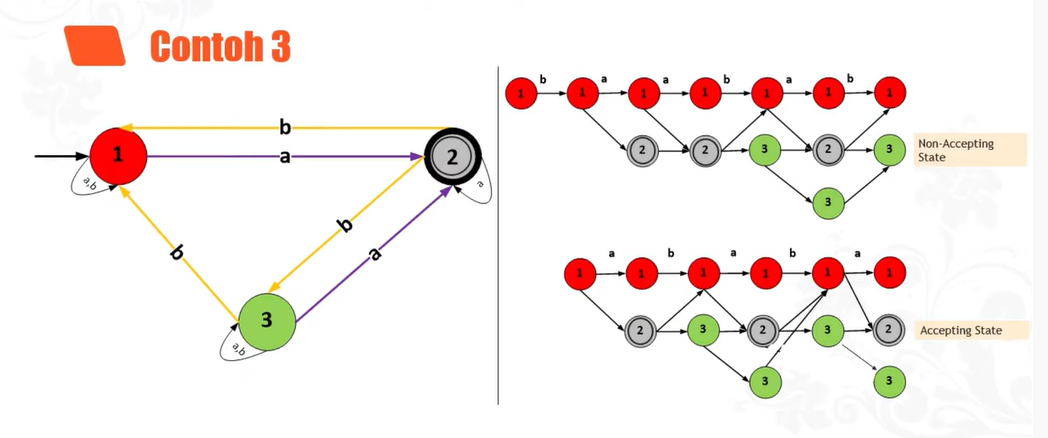 Contoh 3
b
1
a
2
a,b
a
b
b
a
3
a,b
b a a b a b
1 1 1 1 1 1 1
2 2 3 2 3
Non-Accepting
State
3
a b a b a
1 1 1 1 1 1
2 3 2 3 2
Accepting State
3 3